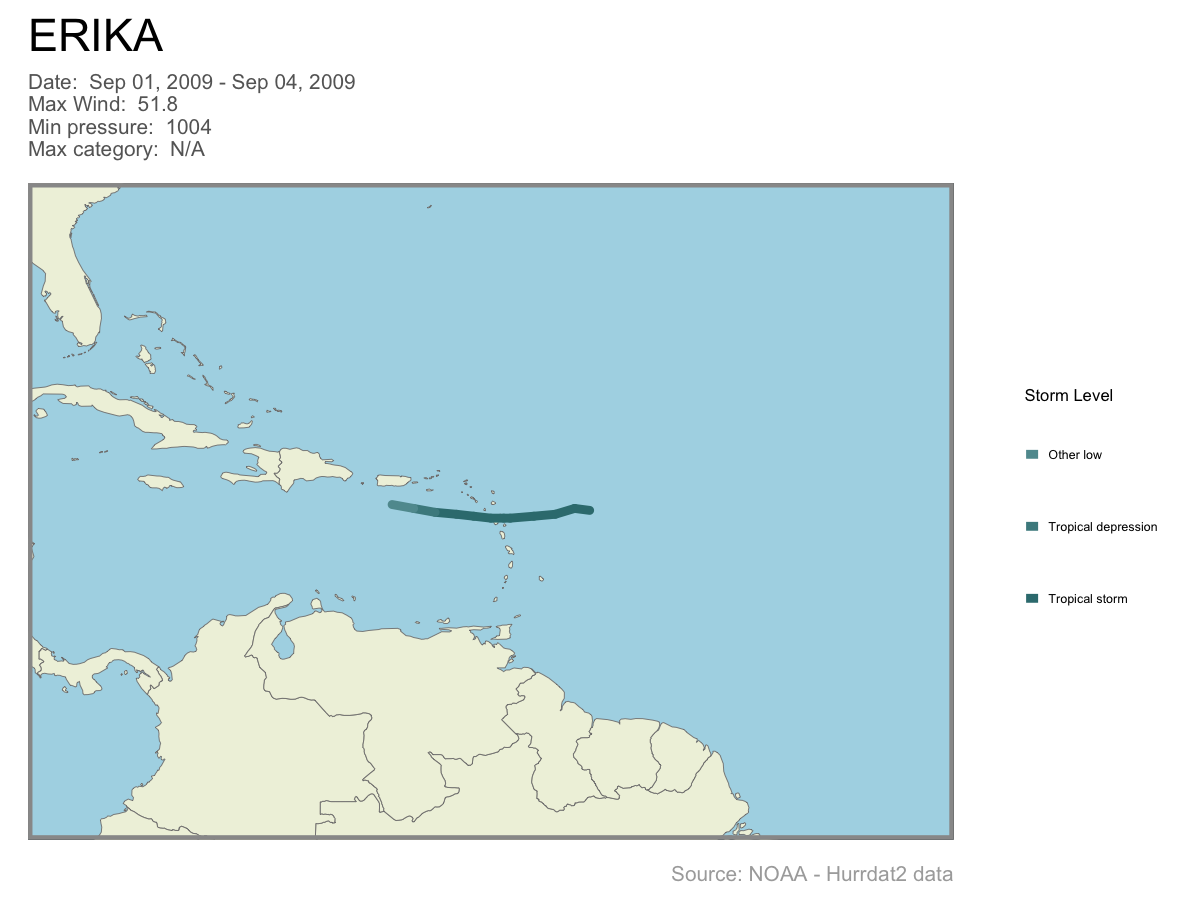 ERIKA
Date:  Sep 01, 2009 - Sep 04, 2009
Max Wind:  51.8
Min pressure:  1004
Max category:  N/A
Storm Level
Other low
Tropical depression
Tropical storm
Source: NOAA - Hurrdat2 data